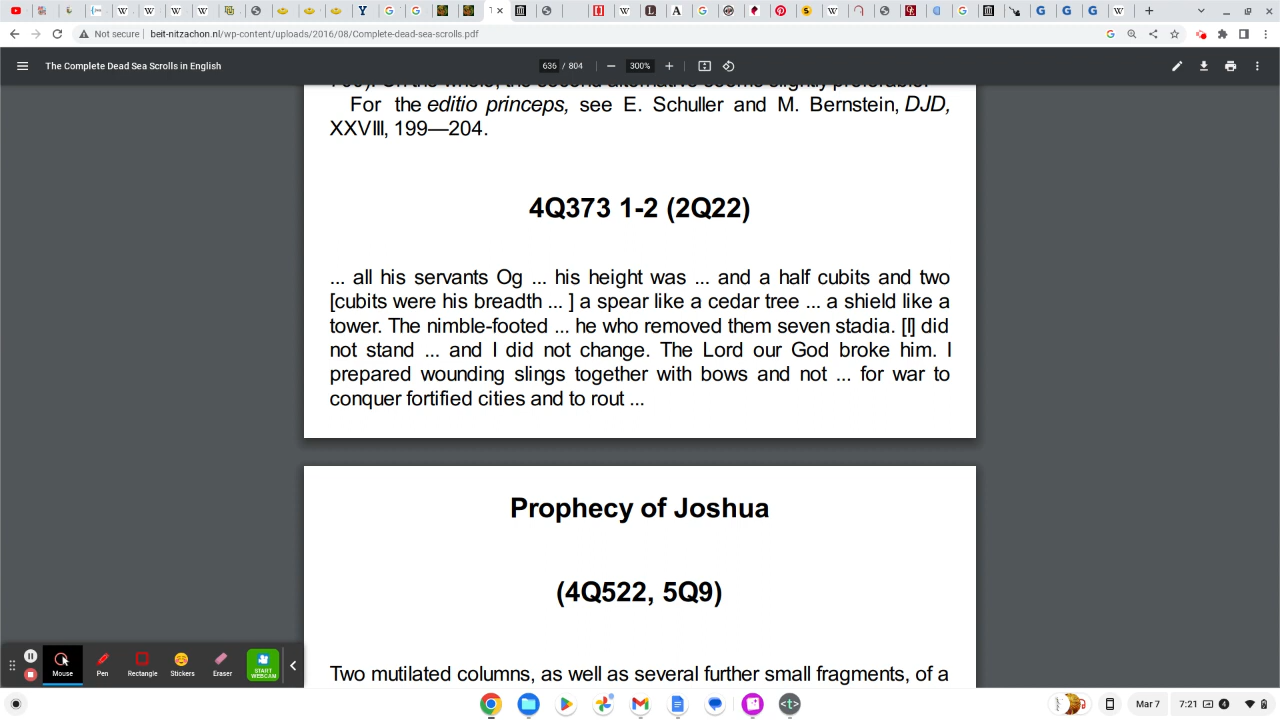 Not secure
beit-nitzachon.nl/wp-content/uploads/2016/08/Complete-dead-sea-scrolls.pdf
The Complete Dead Sea Scrolls in English
636 / 804
300%
For the editio princeps, see E. Schuller and M. Bernstein, DJD,
XXVIII, 199—204.
4Q373 1-2 (2Q22)
... all his servants Og ... his height was ... and a half cubits and two
[cubits were his breadth ... ] a spear like a cedar tree ... a shield like a
tower. The nimble-footed ... he who removed them seven stadia. [I] did
not stand ... and I did not change. The Lord our God broke him. I
prepared wounding slings together with bows and not ... for war to
conquer fortified cities and to rout ...
Prophecy of Joshua
(4Q522, 5Q9)
Two mutilated columns, as well as several further small fragments, of a
Mouse
Pen
Rectangle
Stickers
Eraser
START
WEBCAM
Mar 7
7:21
4